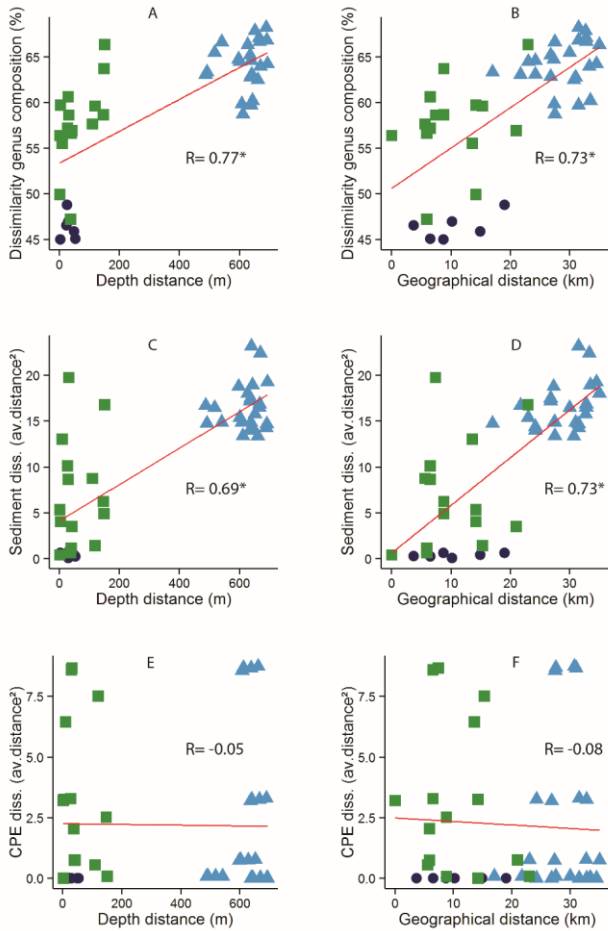 A
Dissimilarity genus composition (%)
65
60
55
50
45
R= 0.77*
0
200
400
600
Depth distance (m)
B
Dissimilarity genus composition (%)
65
60
55
50
45
R= 0.73*
0
10
20
30
Geographical distance (km)
C
Sediment diss. (av.distance²)
20
15
10
5
0
R= 0.69*
0
200
400
600
Depth distance (m)
D
Sediment diss. (av.distance²)
20
15
10
5
0
R= 0.73*
0
10
20
30
Geographical distance (km)
E
CPE diss. (av.distance²)
7.5
5.0
2.5
0.0
R= -0.05
0
200
400
600
Depth distance (m)
F
CPE diss. (av.distance²)
7.5
5.0
2.5
0.0
R= -0.08
0
10
20
30
Geographical distance (km)